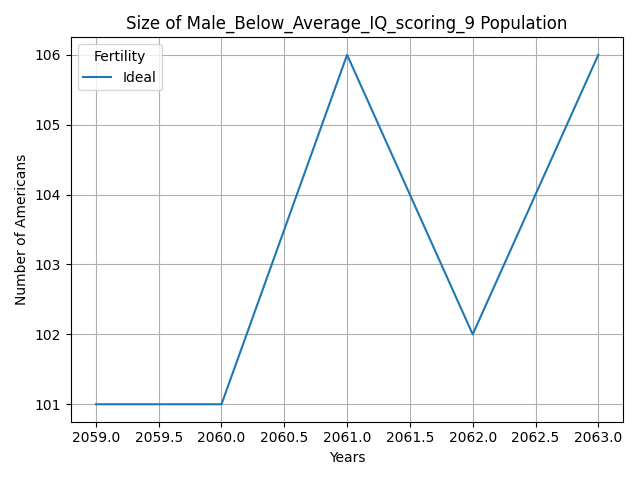 Size of Male_Below_Average_IQ_scoring_9 Population
Fertility
Ideal
106
105
104
103
102
101
Number of Americans
2059.0 2059.5 2060.0 2060.5 2061.0 2061.5 2062.0 2062.5 2063.0
Years